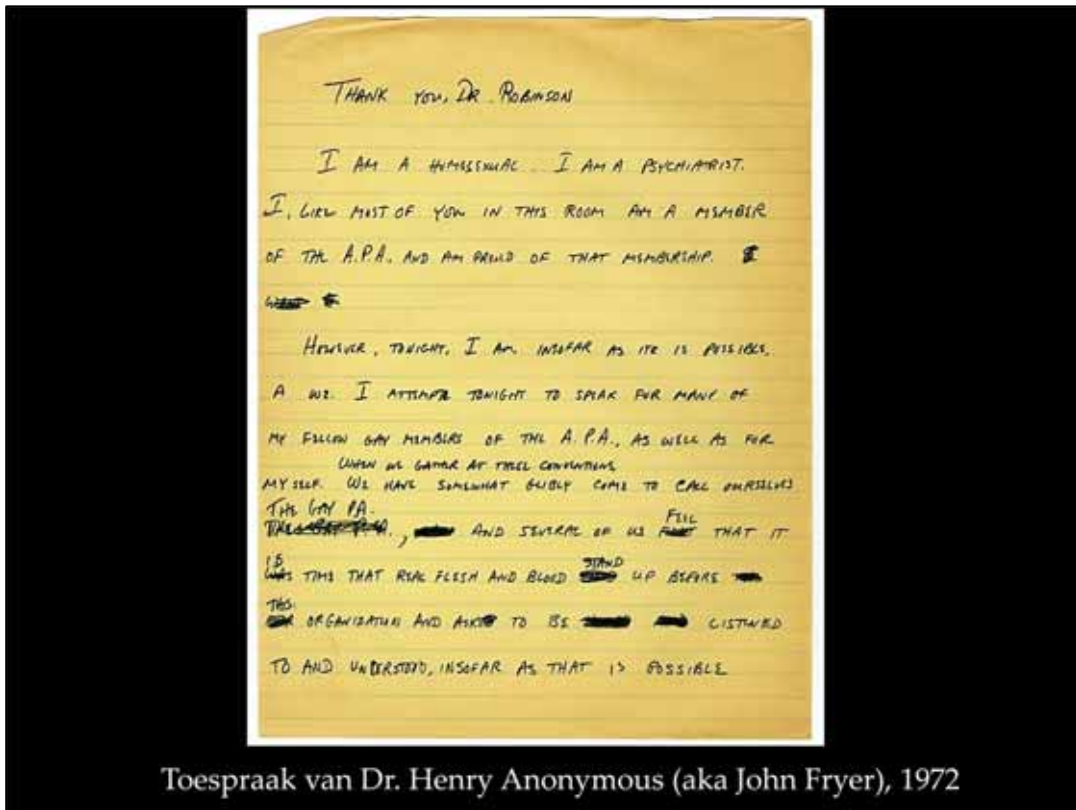 THANK YOU, DR. ROBINSON
I AM A HOMOSEXUAL. I AM A PSYCHIATRIST.
I, LIKE MOST OF YOU IN THIS ROOM AM A MEMBER
OF THE A.P.A. AND AM PROUD OF THAT MEMBERSHIP.
HOWEVER, TONIGHT, I AM, INSOFAR AS IT IS POSSIBLE,
A WE. I ATTEMPT TONIGHT TO SPEAK FOR MANY OF
MY FELLOW GAY MEMBERS OF THE A.P.A., AS WELL AS FOR
WHEN WE GATHER AT THESE CONVENTIONS
MYSELF. WE HAVE SOMEWHAT GLIBLY COME TO CALL OURSELVES
THE GAY PA.
, AND SEVERAL OF US FEEL THAT IT
IS TIME THAT REAL FLESH AND BLOOD STAND UP BEFORE
THIS ORGANIZATION AND ASK TO BE LISTENED
TO AND UNDERSTOOD, INSOFAR AS THAT IS POSSIBLE
Toespraak van Dr. Henry Anonymous (aka John Fryer), 1972